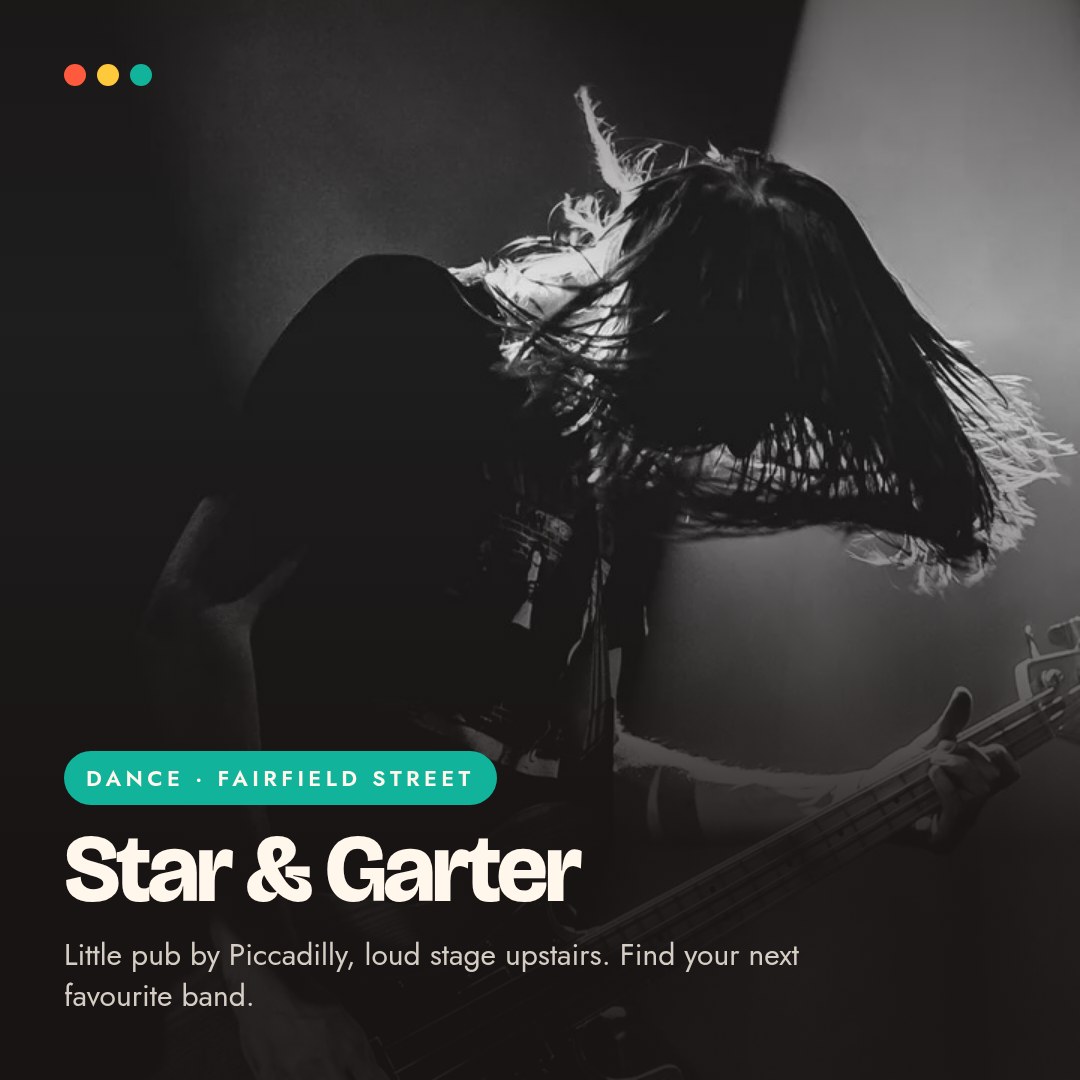 DANCE · FAIRFIELD STREET
Star & Garter
Little pub by Piccadilly, loud stage upstairs. Find your next
favourite band.